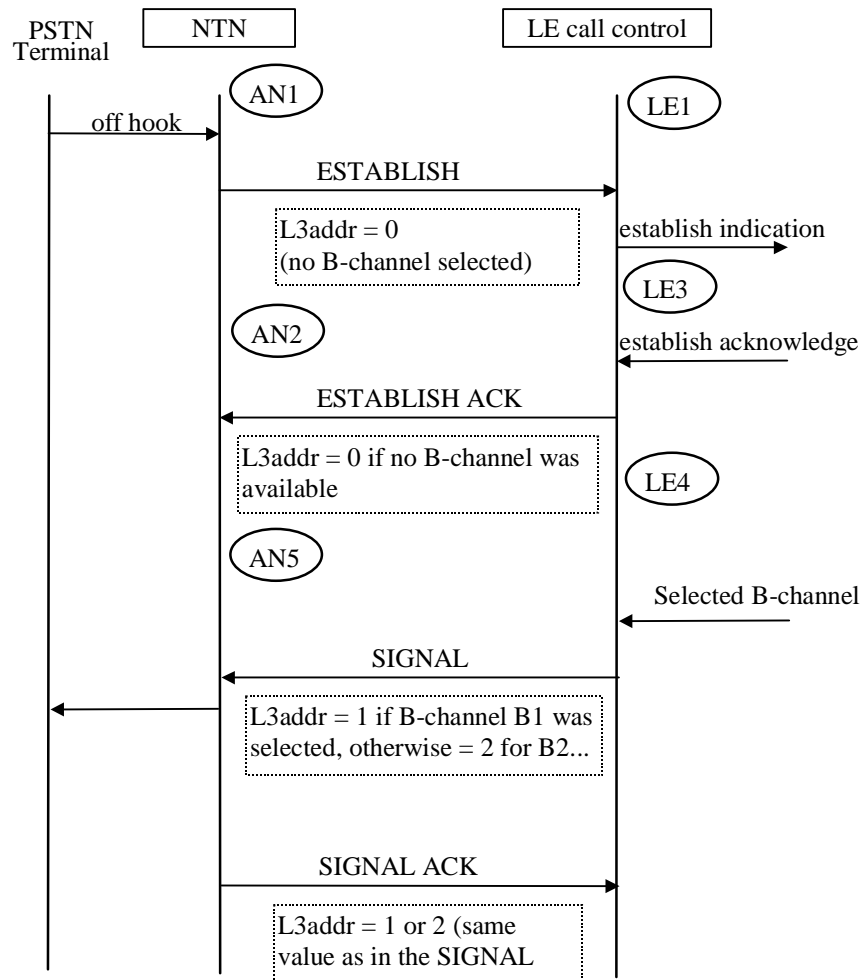 PSTN
Terminal
NTN
LE call control
AN1
LE1
off hook
ESTABLISH
L3addr = 0
(no B-channel selected)
establish indication
LE3
AN2
establish acknowledge
ESTABLISH ACK
L3addr = 0 if no B-channel was
available
LE4
AN5
Selected B-channel
SIGNAL
L3addr = 1 if B-channel B1 was
selected, otherwise = 2 for B2...
SIGNAL ACK
L3addr = 1 or 2 (same
value as in the SIGNAL